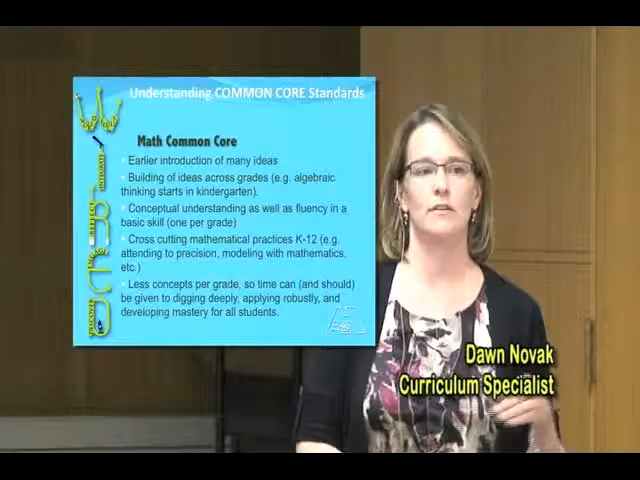 Understanding COMMON CORE Standards
Math Common Core
Earlier introduction of many ideas
Building of ideas across grades (e.g. algebraic
thinking starts in kindergarten).
Conceptual understanding as well as fluency in a
basic skill (one per grade)
Cross cutting mathematical practices K-12 (e.g.
attending to precision, modeling with mathematics,
etc.)
Less concepts per grade, so time can (and should)
be given to digging deeply, applying robustly, and
developing mastery for all students.
INTEGRATE
REFLECT
DISCOVER
Dawn Novak
Curriculum Specialist